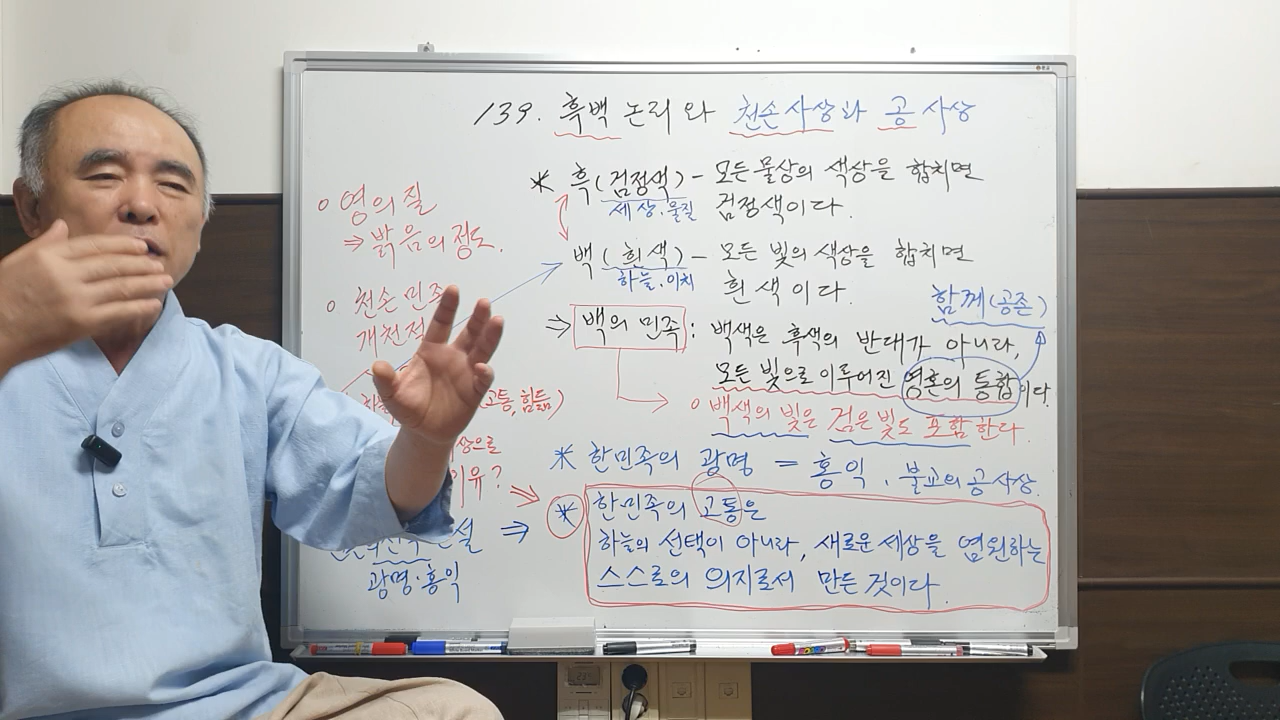 139. 흑백 논리와 천손사상과 공사상
* 흑(검정색) - 모든 물상의 색상을 합치면
세상·물질 검정색이다.
백(흰색) - 모든 빛의 색상을 합치면
하늘·이치 흰색이다.
함께(공존)
⇒ 백의 민족 : 백색은 흑색의 반대가 아니라,
모든 빛으로 이루어진 영혼의 통합이다.
○ 백색의 빛은 검은 빛도 포함한다.
* 한민족의 광명 = 홍익, 불교의 공사상.
* 한민족의 고통은
하늘의 선택이 아니라, 새로운 세상을 염원하는
스스로의 의지로서 만든 것이다.
○ 영의 질
⇒ 밝음의 정도.
○ 천손 민족
개천
고통, 힘듦)
상으로
이유?
⇒
광명·홍익